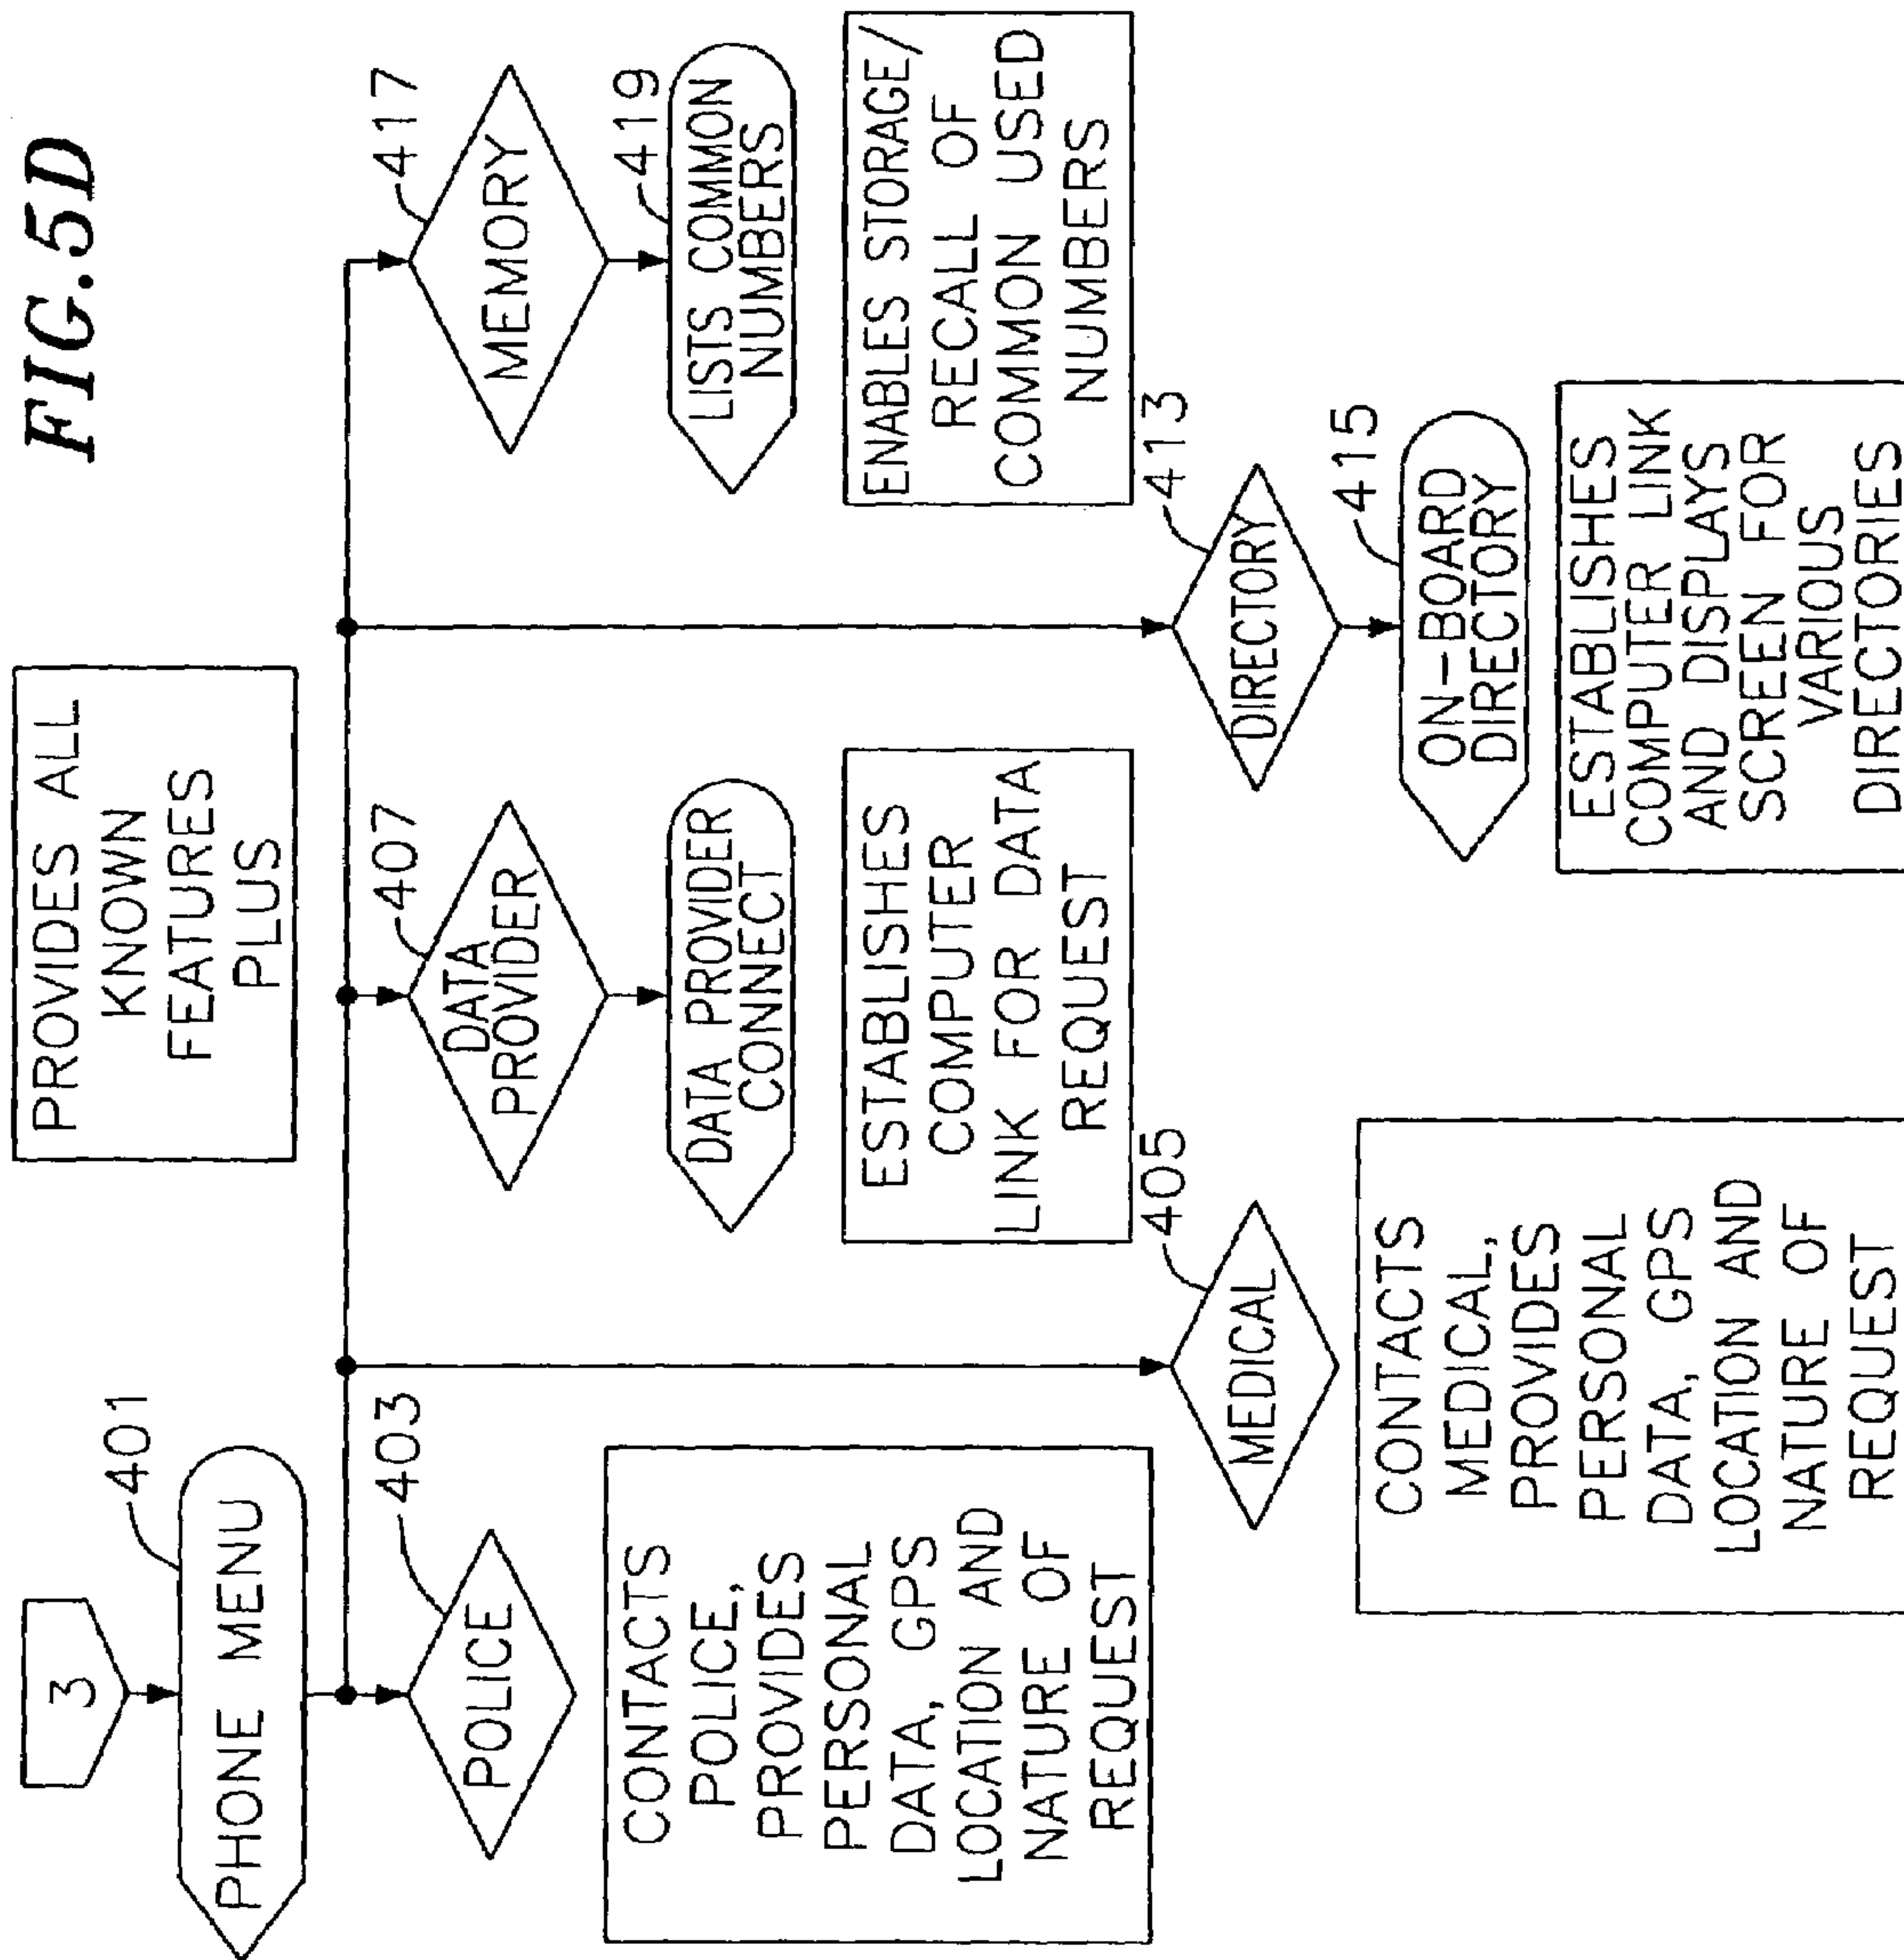 FIG.5D
PROVIDES ALL
KNOWN
FEATURES
PLUS
3
401
PHONE MENU
403
POLICE
CONTACTS
POLICE,
PROVIDES
PERSONAL
DATA, GPS
LOCATION AND
NATURE OF
REQUEST
405
MEDICAL
CONTACTS
MEDICAL,
PROVIDES
PERSONAL
DATA, GPS
LOCATION AND
NATURE OF
REQUEST
407
DATA
PROVIDER
DATA PROVIDER
CONNECT
ESTABLISHES
COMPUTER
LINK FOR DATA
REQUEST
413
DIRECTORY
415
ON-BOARD
DIRECTORY
ESTABLISHES
COMPUTER LINK
AND DISPLAYS
SCREEN FOR
VARIOUS
DIRECTORIES
417
MEMORY
419
LISTS COMMON
NUMBERS
ENABLES STORAGE/
RECALL OF
COMMON USED
NUMBERS